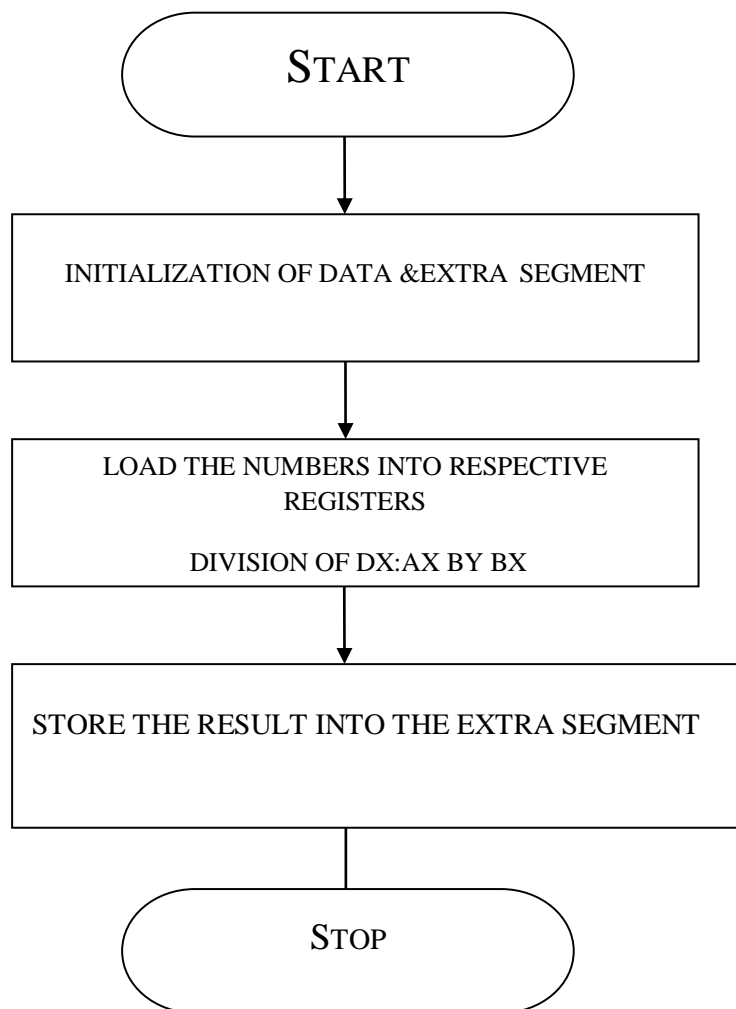 START
INITIALIZATION OF DATA &EXTRA SEGMENT
LOAD THE NUMBERS INTO RESPECTIVE
REGISTERS
DIVISION OF DX:AX BY BX
STORE THE RESULT INTO THE EXTRA SEGMENT
STOP